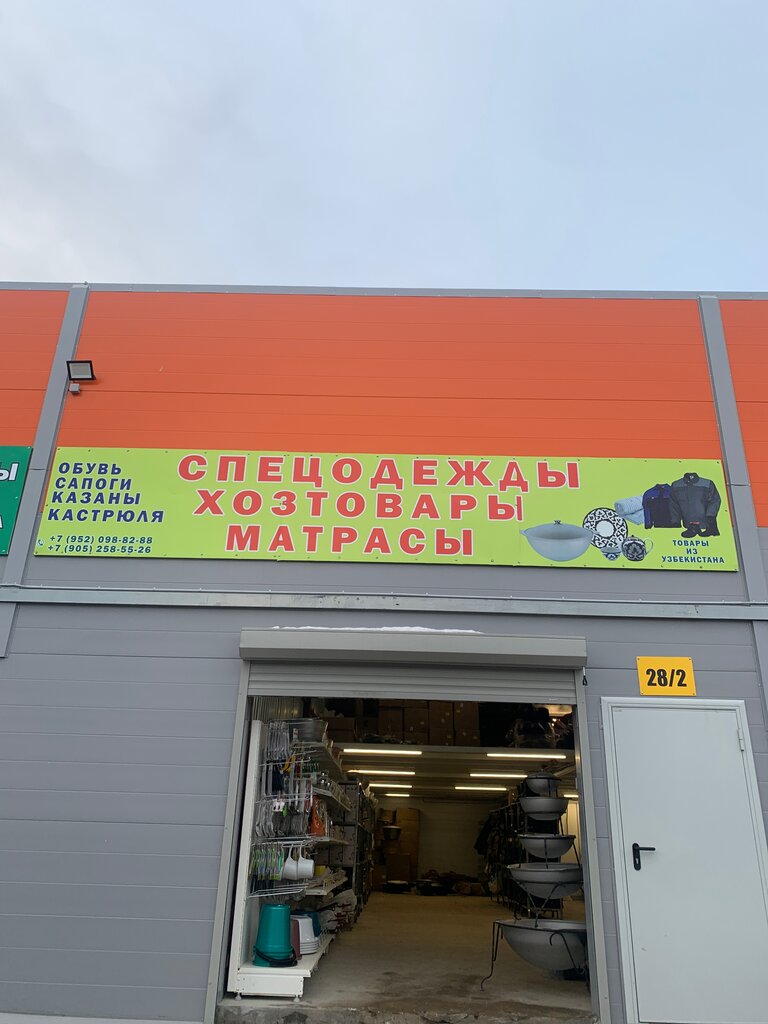 Ы
А
ОБУВЬ
САПОГИ
КАЗАНЫ
КАСТРЮЛЯ
+7 (952) 098-82-88
+7 (905) 258-55-26
СПЕЦОДЕЖДЫ
ХОЗТОВАРЫ
МАТРАСЫ
ТОВАРЫ
ИЗ
УЗБЕКИСТАНА
28/2